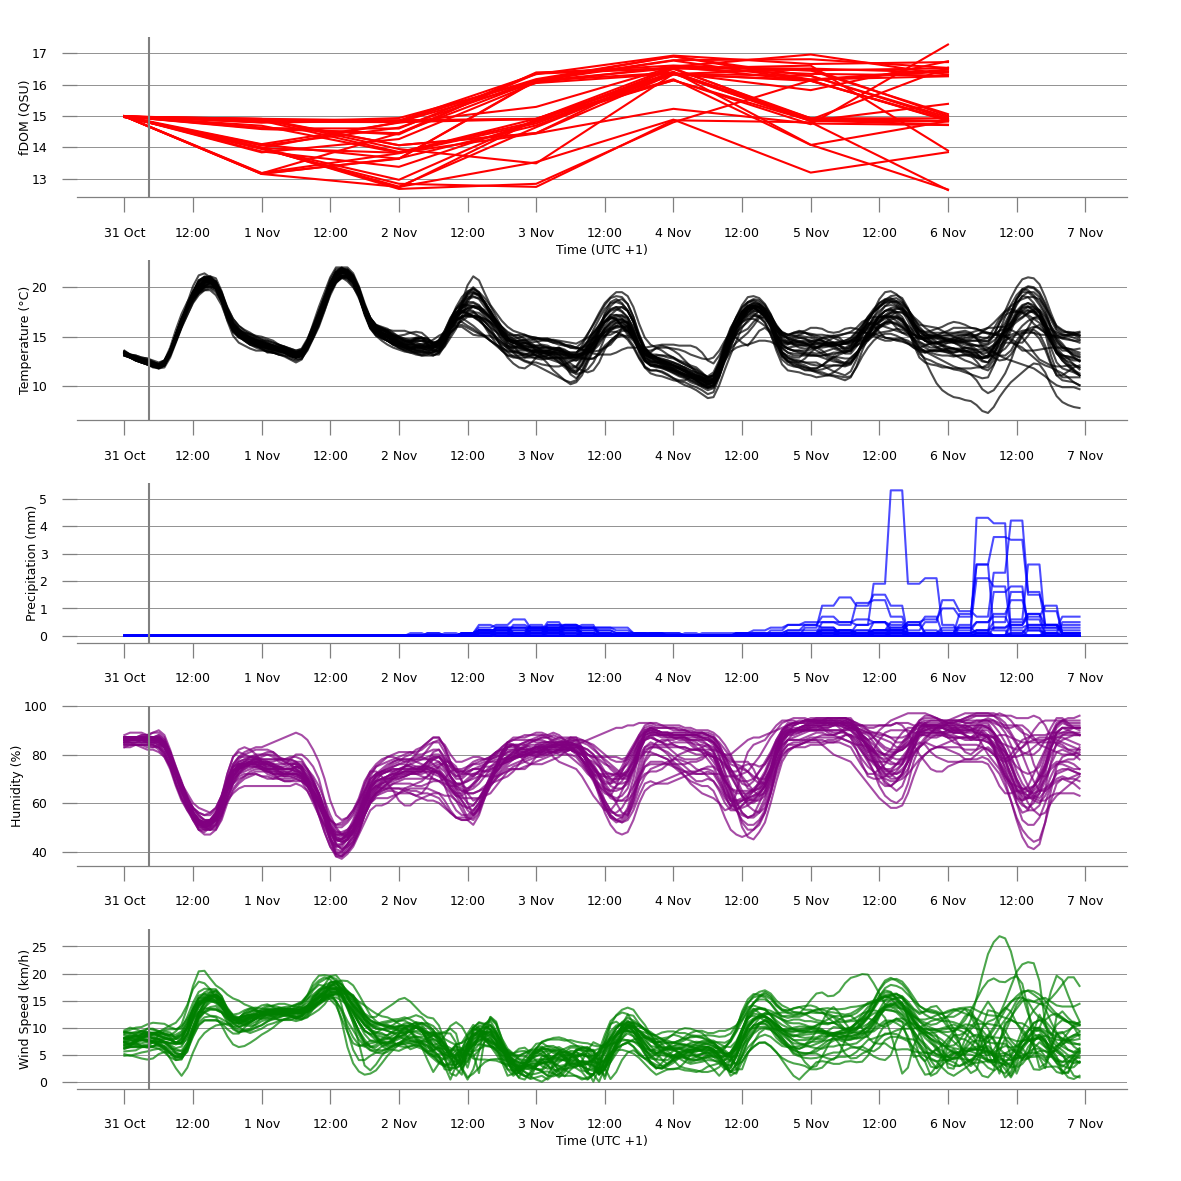 fDOM (QSU)
17
16
15
14
13
31 Oct 12:00 1 Nov 12:00 2 Nov 12:00 3 Nov 12:00 4 Nov 12:00 5 Nov 12:00 6 Nov 12:00 7 Nov
Time (UTC +1)
Temperature (°C)
20
15
10
31 Oct 12:00 1 Nov 12:00 2 Nov 12:00 3 Nov 12:00 4 Nov 12:00 5 Nov 12:00 6 Nov 12:00 7 Nov
Precipitation (mm)
5
4
3
2
1
0
31 Oct 12:00 1 Nov 12:00 2 Nov 12:00 3 Nov 12:00 4 Nov 12:00 5 Nov 12:00 6 Nov 12:00 7 Nov
Humidity (%)
100
80
60
40
31 Oct 12:00 1 Nov 12:00 2 Nov 12:00 3 Nov 12:00 4 Nov 12:00 5 Nov 12:00 6 Nov 12:00 7 Nov
Wind Speed (km/h)
25
20
15
10
5
0
31 Oct 12:00 1 Nov 12:00 2 Nov 12:00 3 Nov 12:00 4 Nov 12:00 5 Nov 12:00 6 Nov 12:00 7 Nov
Time (UTC +1)